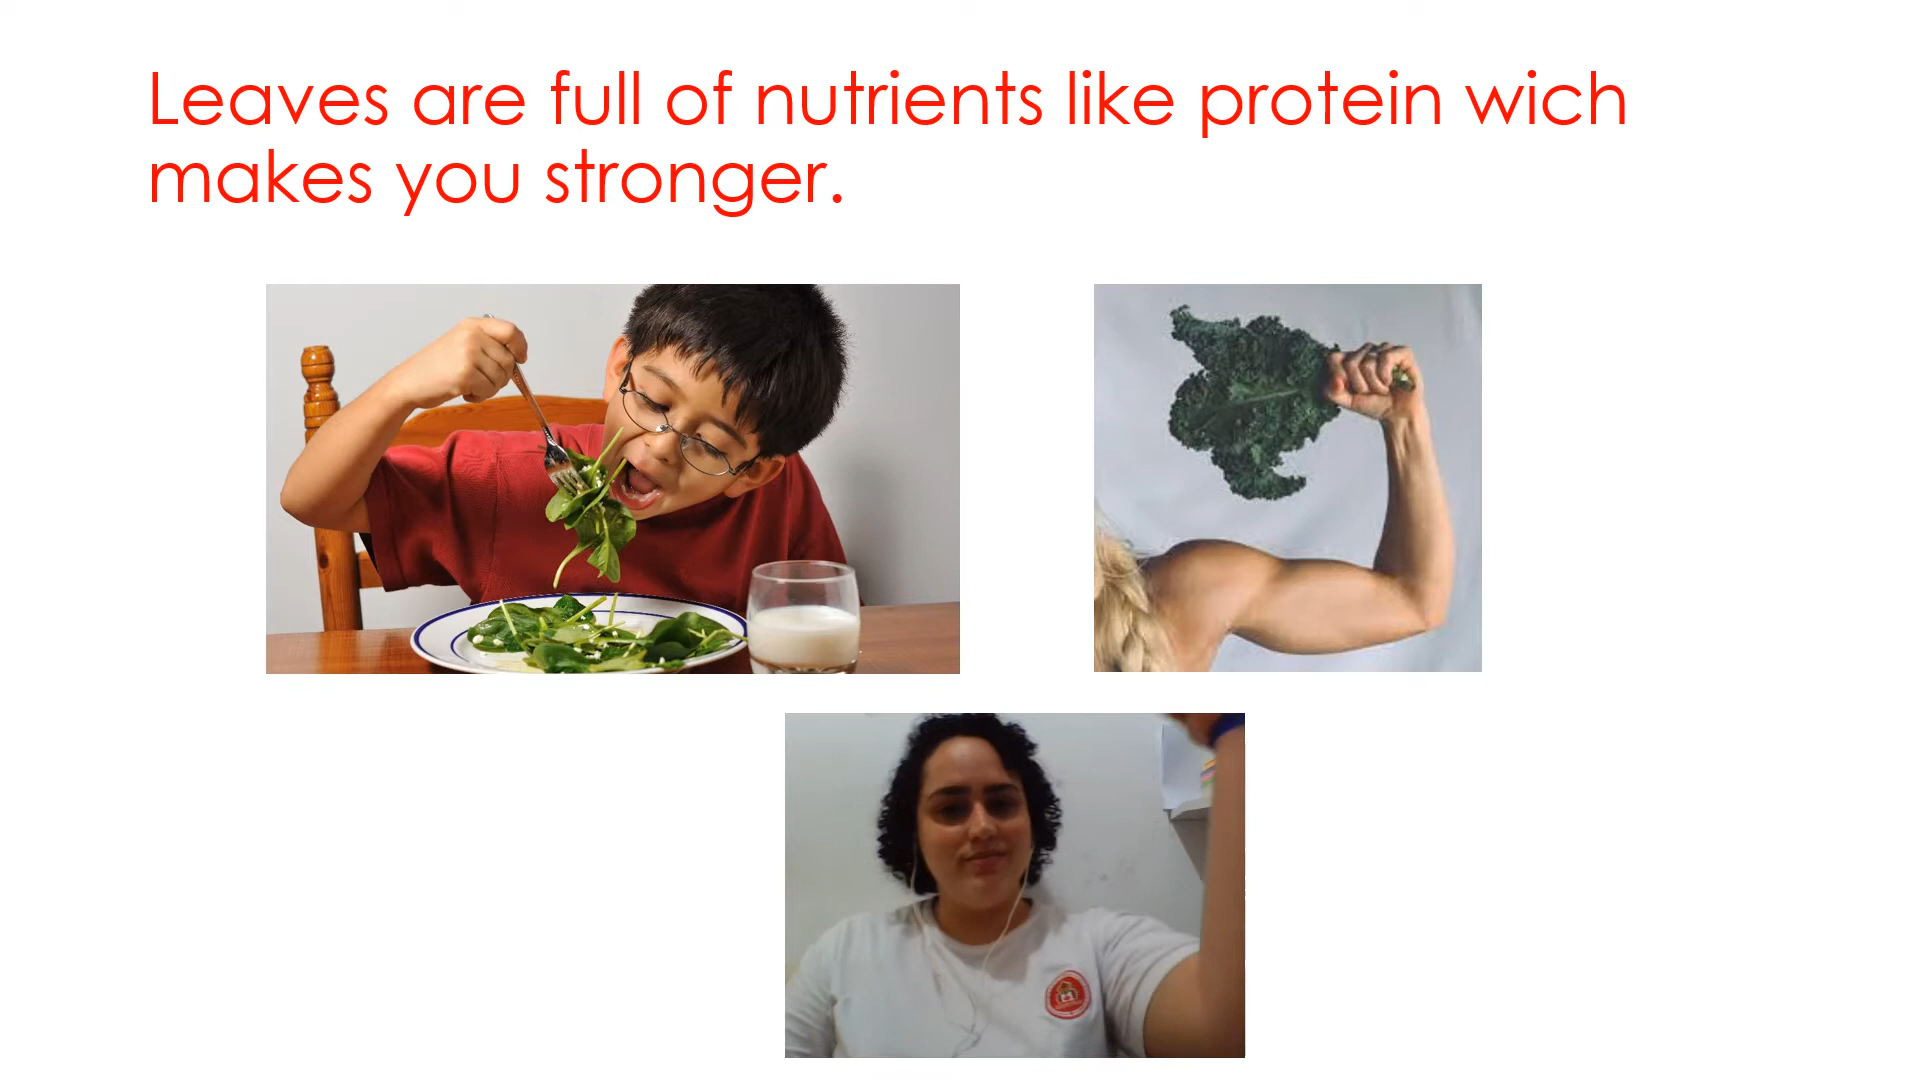 Leaves are full of nutrients like protein wich
makes you stronger.